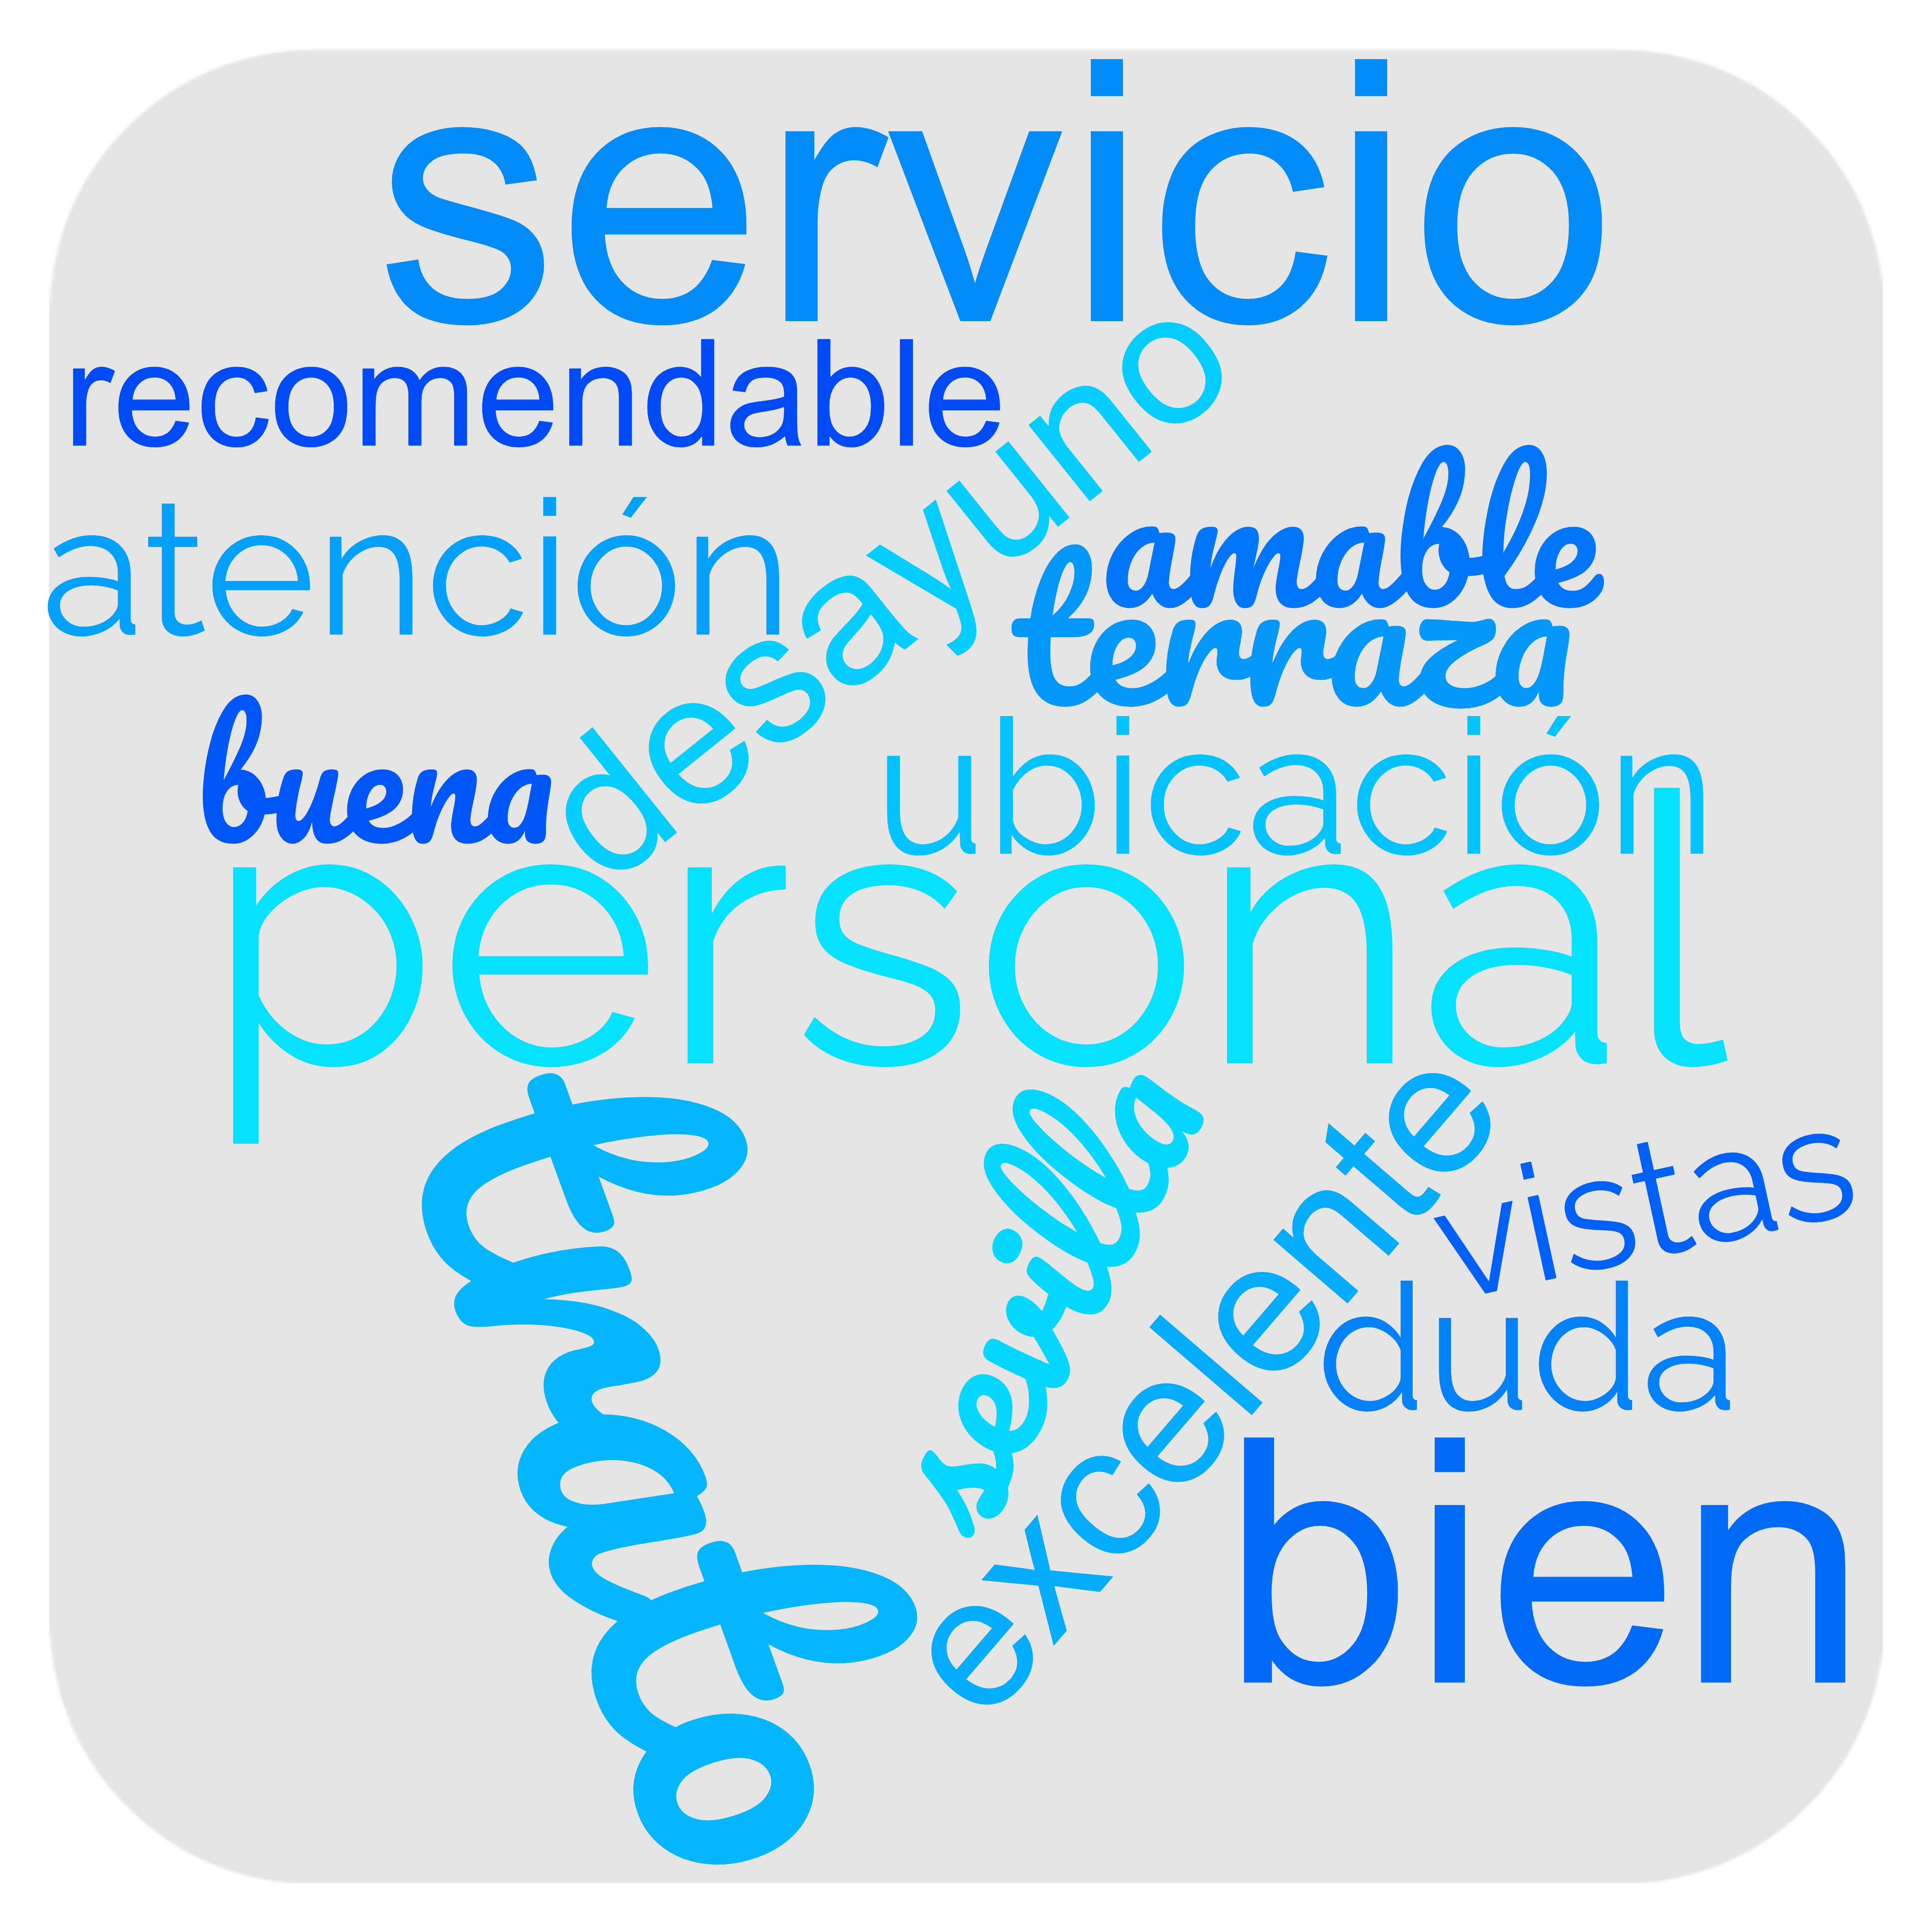 servicio
recomendable
desayuno
atención
amable
terraza
buena
ubicación
personal
trato
sevilla
excelente
vistas
duda
bien